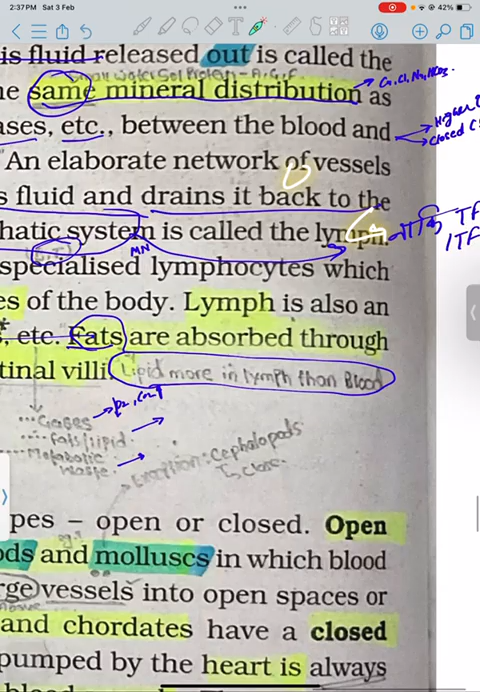 2:37PM Sat 3 Feb
42%
is fluid released out is called the
same mineral distribution as
ases, etc., between the blood and
closed
An elaborate network of vessels
s fluid and drains it back to the
hatic system is called the lymph.
TF
ITF
MN
specialised lymphocytes which
es of the body. Lymph is also an
s, etc. Fats are absorbed through
tinal villi. Lipid more in lymph than Blood
Gases
Fats/Lipid.
Metabolic
waste.
Exception: Cephalopods
close.
pes – open or closed. Open
ods and molluscs in which blood
rge vessels into open spaces or
and chordates have a closed
pumped by the heart is always